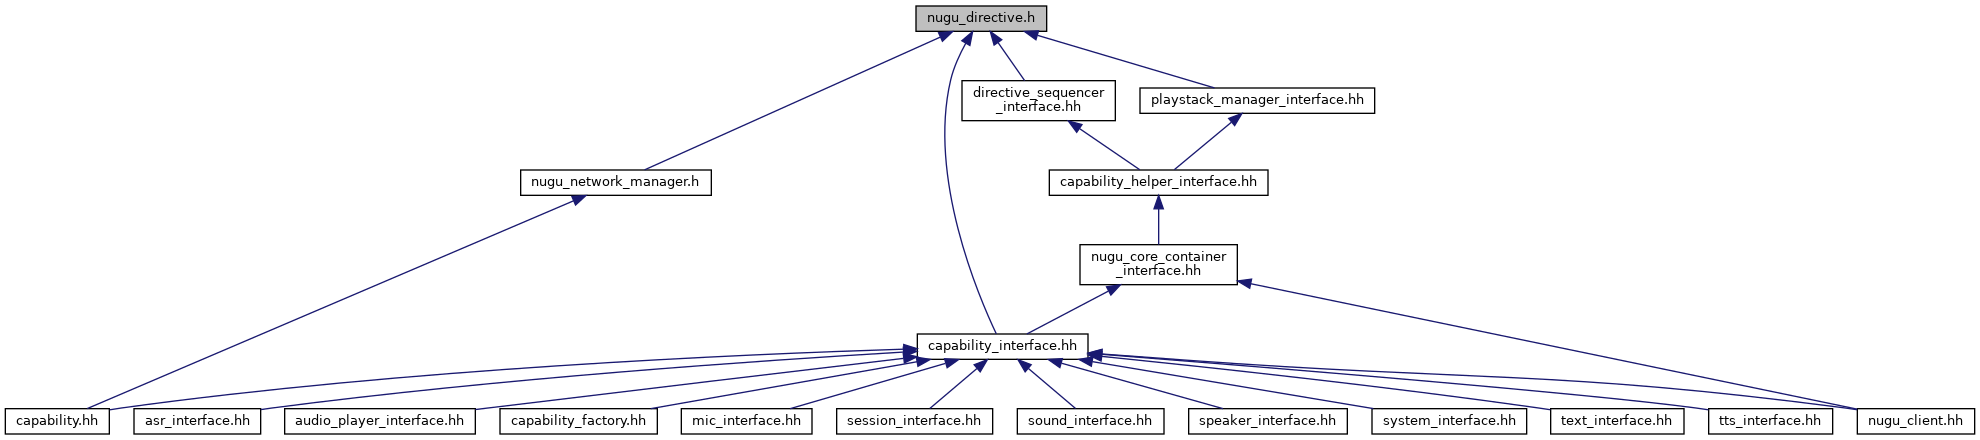 nugu_directive.h
directive_sequencer
_interface.hh
playstack_manager_interface.hh
nugu_network_manager.h
capability_helper_interface.hh
nugu_core_container
_interface.hh
capability_interface.hh
capability.hh
asr_interface.hh
audio_player_interface.hh
capability_factory.hh
mic_interface.hh
session_interface.hh
sound_interface.hh
speaker_interface.hh
system_interface.hh
text_interface.hh
tts_interface.hh
nugu_client.hh